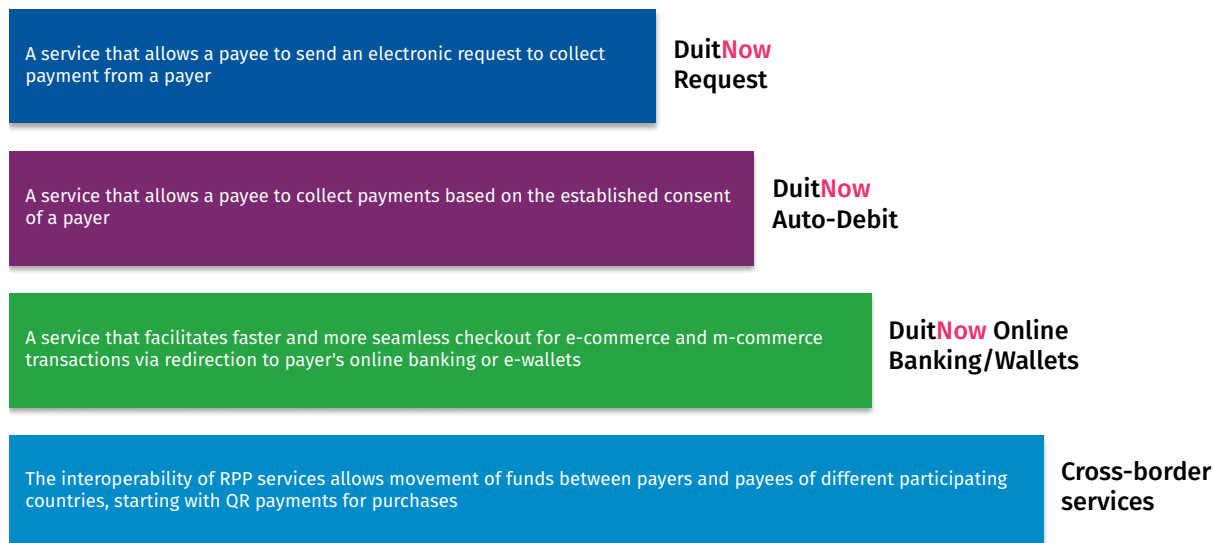 A service that allows a payee to send an electronic request to collect
payment from a payer
DuitNow
Request
A service that allows a payee to collect payments based on the established consent
of a payer
DuitNow
Auto-Debit
A service that facilitates faster and more seamless checkout for e-commerce and m-commerce
transactions via redirection to payer's online banking or e-wallets
DuitNow Online
Banking/Wallets
The interoperability of RPP services allows movement of funds between payers and payees of different participating
countries, starting with QR payments for purchases
Cross-border
services